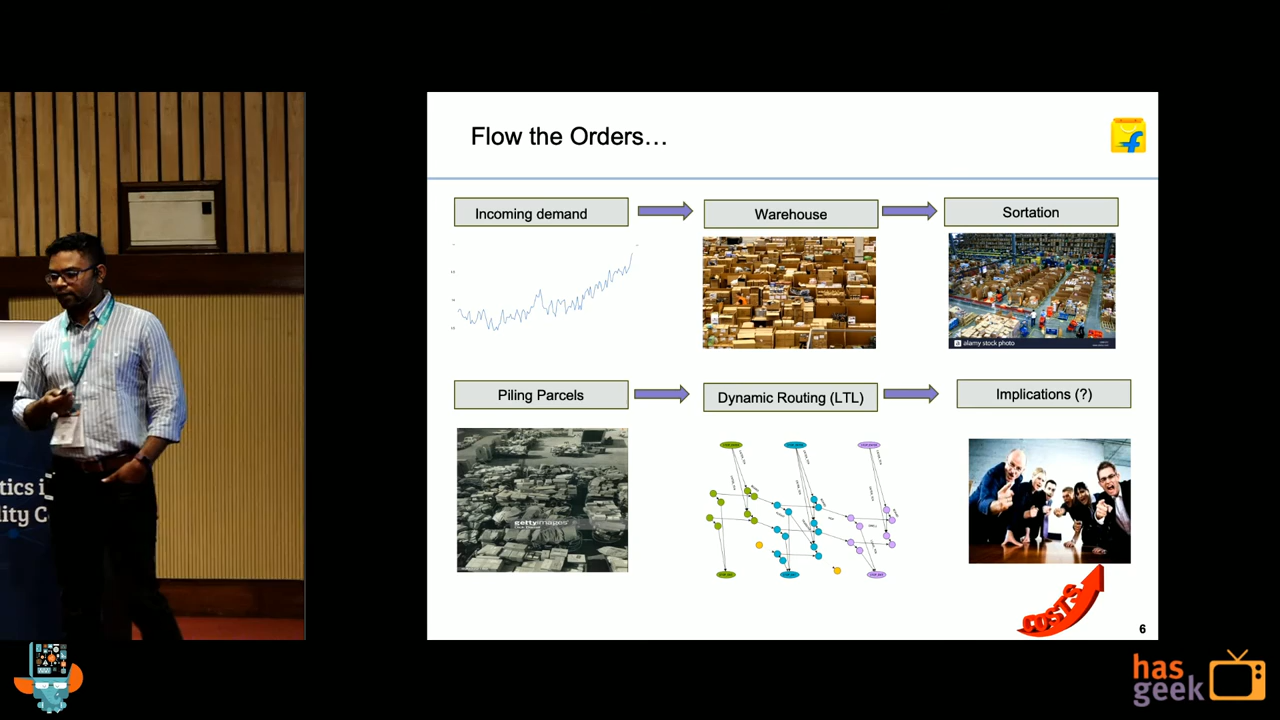 Flow the Orders…
Incoming demand
Warehouse
Sortation
alamy stock photo
Piling Parcels
Dynamic Routing (LTL)
Implications (?)
gettyimages
COSTS
6
tics i
lity C
has
geek